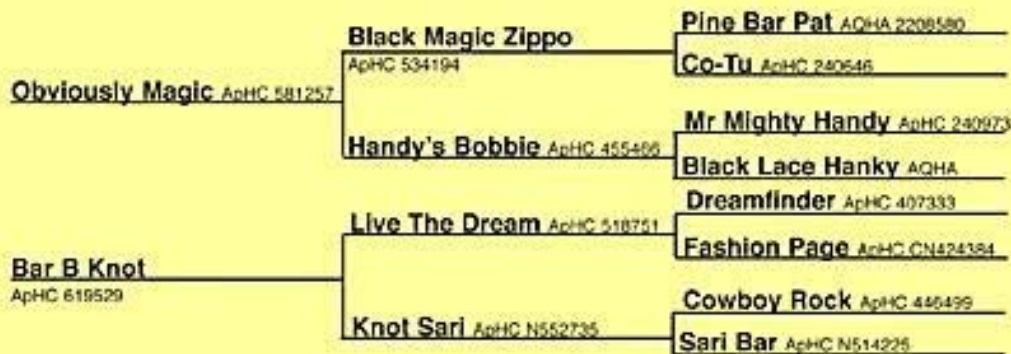 Pine Bar Pat AQHA 2208580
Black Magic Zippo
ApHC 534194
Co-Tu ApHC 240646
Obviously Magic ApHC 581257
Mr Mighty Handy ApHC 240973
Handy's Bobbie ApHC 455466
Black Lace Hanky AQHA
Dreamfinder ApHC 407333
Live The Dream ApHC 518751
Fashion Page ApHC CN424384
Bar B Knot
ApHC 619529
Cowboy Rock ApHC 446499
Knot Sari ApHC N552735
Sari Bar ApHC N514225